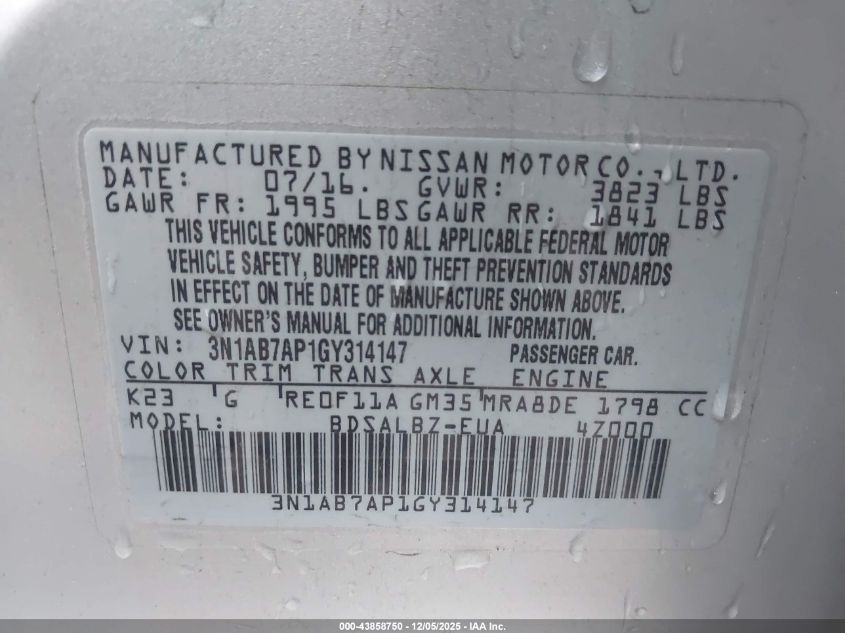 MANUFACTURED BY NISSAN MOTOR CO., LTD.
DATE: 07/16. GVWR: 3823 LBS
GAWR FR: 1995 LBS GAWR RR: 1841 LBS
THIS VEHICLE CONFORMS TO ALL APPLICABLE FEDERAL MOTOR
VEHICLE SAFETY, BUMPER AND THEFT PREVENTION STANDARDS
IN EFFECT ON THE DATE OF MANUFACTURE SHOWN ABOVE.
SEE OWNER'S MANUAL FOR ADDITIONAL INFORMATION.
VIN: 3N1AB7AP1GY314147 PASSENGER CAR.
COLOR TRIM TRANS AXLE ENGINE
K23 G RE0F11A GM35 MRA8DE 1798 CC
MODEL: BDSALBZ-EUA 4Z000
3N1AB7AP1GY314147
000-43858750 - 12/05/2025 - IAA Inc.